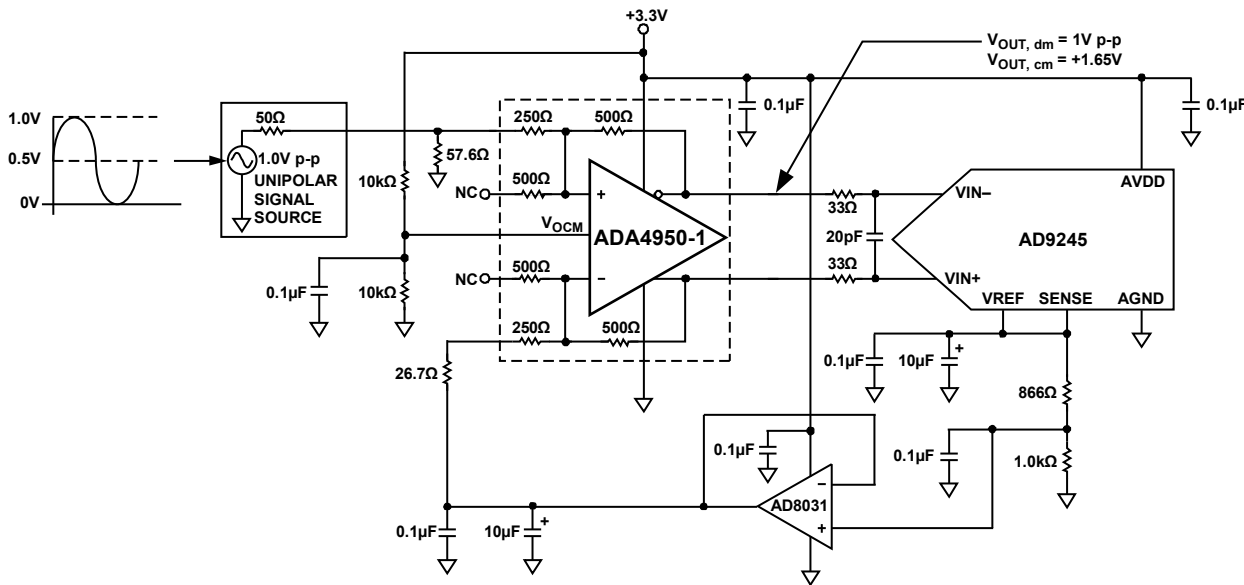 +3.3V
VOUT, dm = 1V p-p
VOUT, cm = +1.65V
0.1µF
0.1µF
1.0V
0.5V
0V
50Ω
1.0V p-p
UNIPOLAR
SIGNAL
SOURCE
57.6Ω
10kΩ
250Ω
500Ω
NC
500Ω
+
VOCM
ADA4950-1
NC
500Ω
−
250Ω
500Ω
0.1µF
10kΩ
33Ω
20pF
33Ω
VIN−
AVDD
AD9245
VIN+
VREF
SENSE
AGND
26.7Ω
0.1µF
10µF
+
866Ω
0.1µF
0.1µF
1.0kΩ
−
AD8031
+
0.1µF
10µF
+